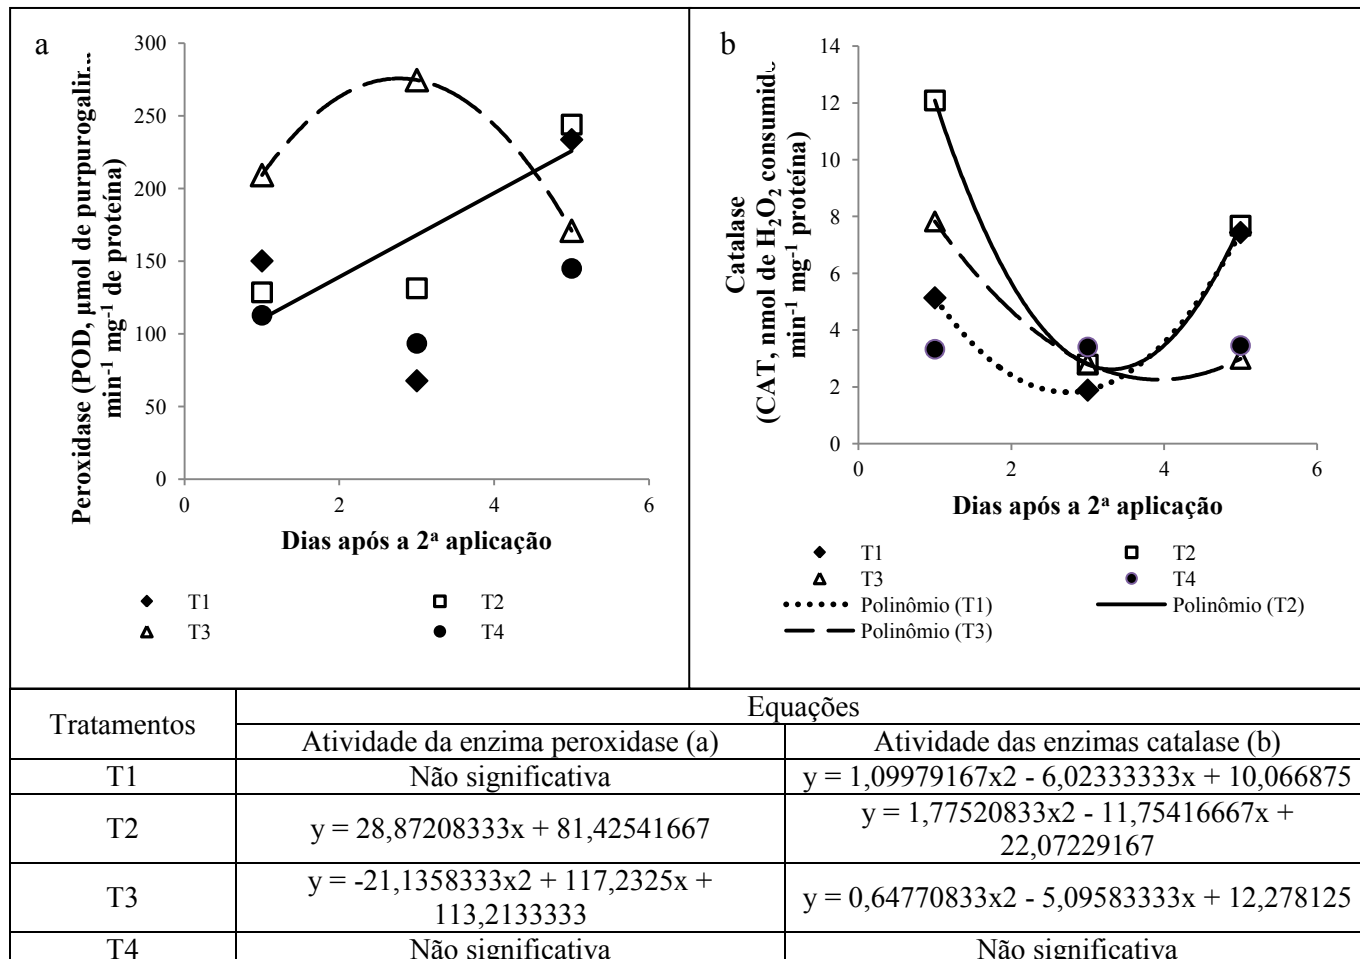 a
Peroxidase (POD, µmol de purpurogalin...
min-1 mg-1 de proteína)
300
250
200
150
100
50
0
0 2 4 6
Dias após a 2ª aplicação
T1 T2
T3 T4
b
Catalase
(CAT, nmol de H2O2 consumido
min-1 mg-1 proteína)
14
12
10
8
6
4
2
0
0 2 4 6
Dias após a 2ª aplicação
T1 T2
T3 T4
Polinômio (T1) Polinômio (T2)
Polinômio (T3)
Tratamentos Equações
Atividade da enzima peroxidase (a) Atividade das enzimas catalase (b)
T1 Não significativa y = 1,09979167x2 - 6,02333333x + 10,066875
T2 y = 28,87208333x + 81,42541667 y = 1,77520833x2 - 11,75416667x +
22,07229167
T3 y = -21,1358333x2 + 117,2325x +
113,2133333 y = 0,64770833x2 - 5,09583333x + 12,278125
T4 Não significativa Não significativa